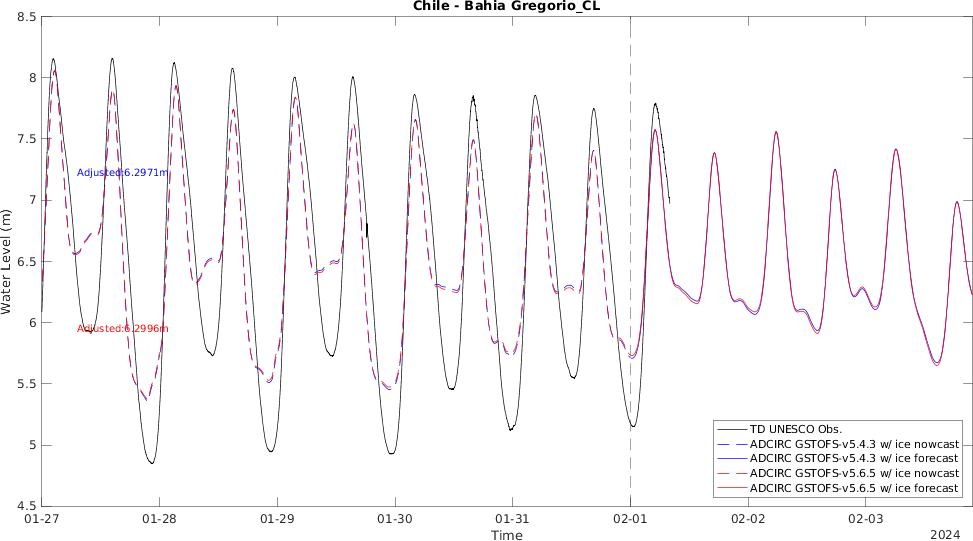 Chile - Bahia Gregorio_CL
Water Level (m)
8.5
8
7.5
7
6.5
6
5.5
5
4.5
Adjusted:6.2971m
Adjusted:6.2996m
TD UNESCO Obs.
ADCIRC GSTOFS-v5.4.3 w/ ice nowcast
ADCIRC GSTOFS-v5.4.3 w/ ice forecast
ADCIRC GSTOFS-v5.6.5 w/ ice nowcast
ADCIRC GSTOFS-v5.6.5 w/ ice forecast
01-27 01-28 01-29 01-30 01-31 02-01 02-02 02-03
Time
2024